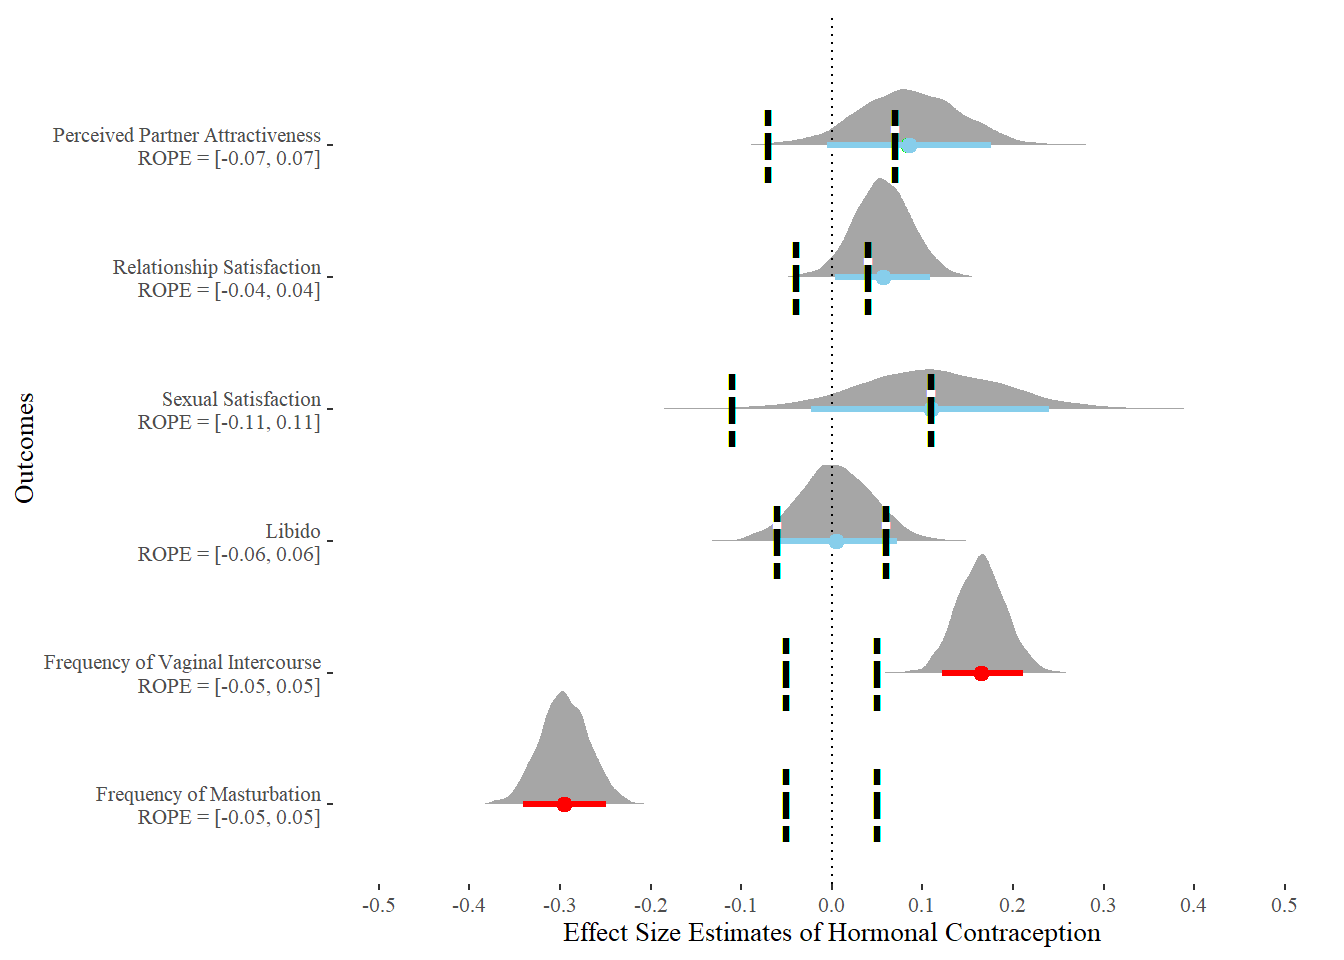 Outcomes
Perceived Partner Attractiveness
ROPE = [-0.07, 0.07]
Relationship Satisfaction
ROPE = [-0.04, 0.04]
Sexual Satisfaction
ROPE = [-0.11, 0.11]
Libido
ROPE = [-0.06, 0.06]
Frequency of Vaginal Intercourse
ROPE = [-0.05, 0.05]
Frequency of Masturbation
ROPE = [-0.05, 0.05]
-0.5 -0.4 -0.3 -0.2 -0.1 0.0 0.1 0.2 0.3 0.4 0.5
Effect Size Estimates of Hormonal Contraception